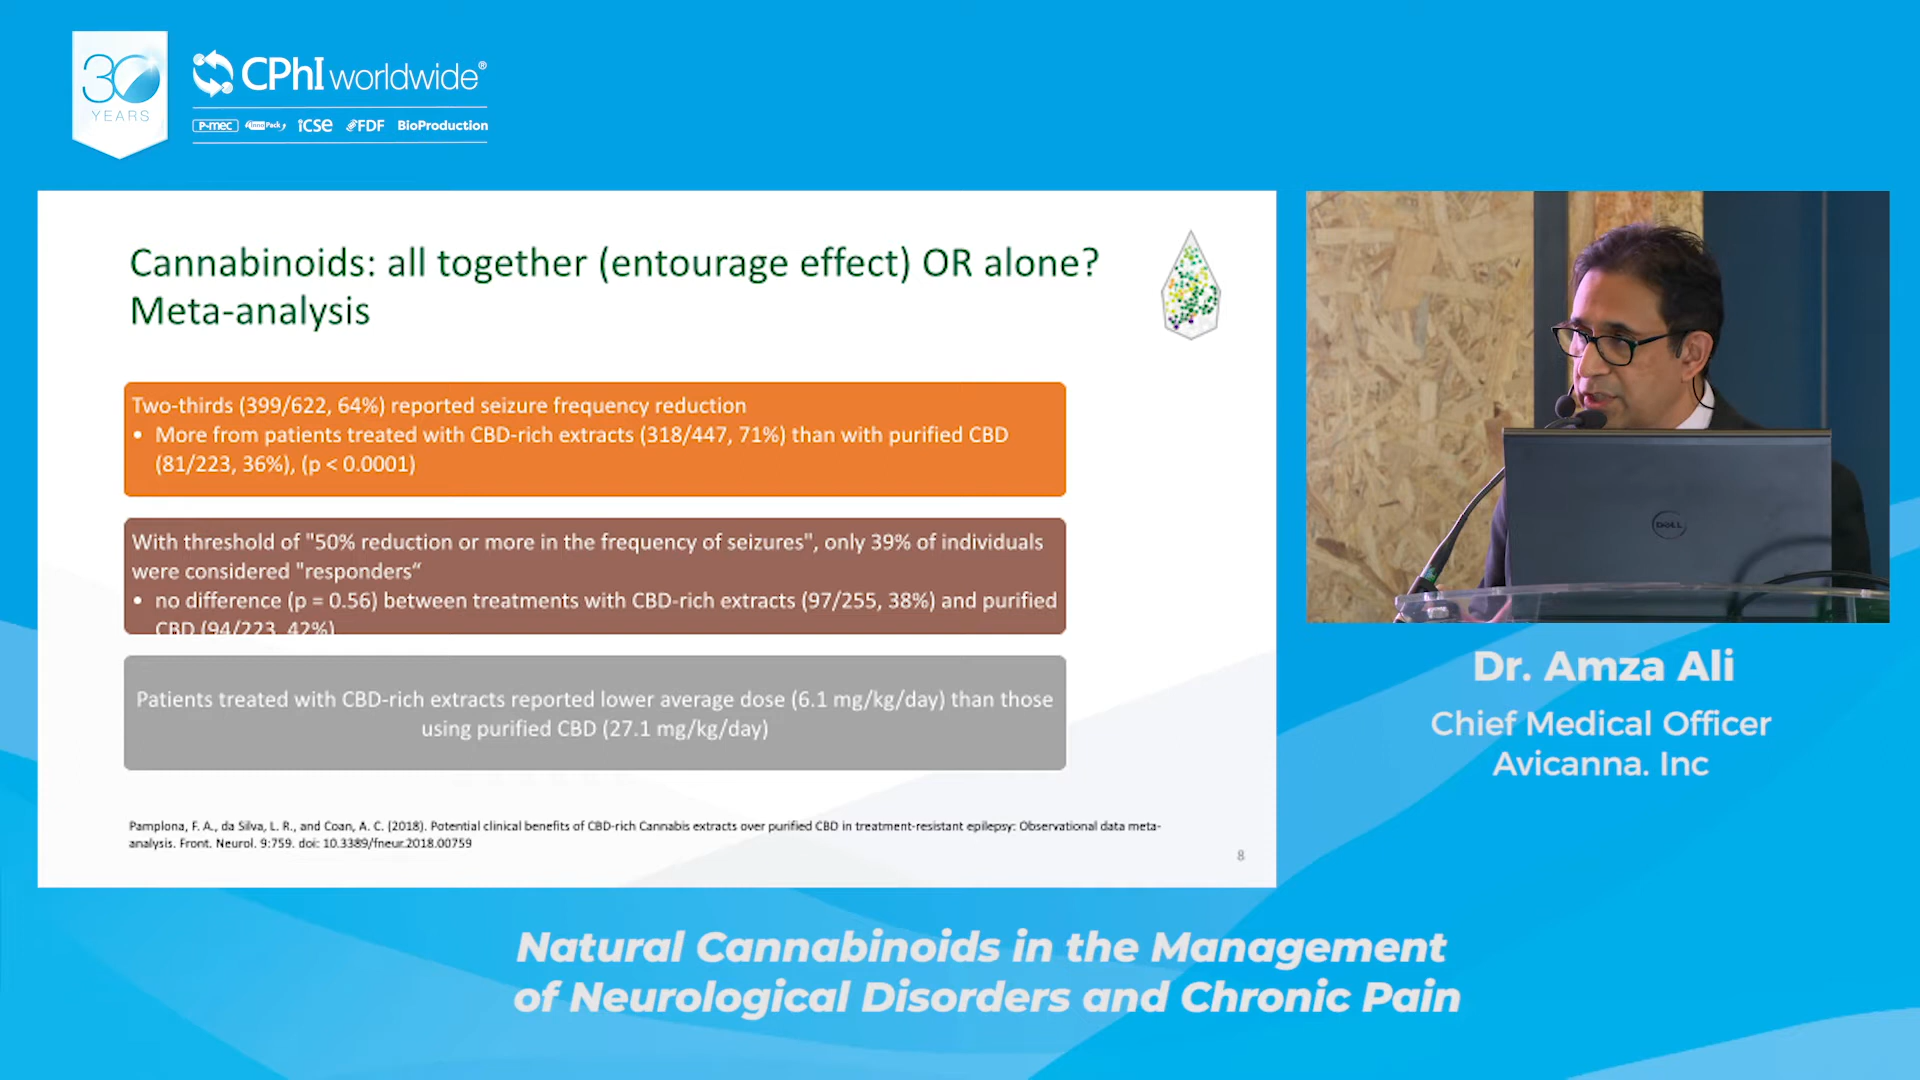 30
YEARS
CPhI worldwide®
P-mec InnoPack iCSE FDF BioProduction
Cannabinoids: all together (entourage effect) OR alone?
Meta-analysis
Two-thirds (399/622, 64%) reported seizure frequency reduction
• More from patients treated with CBD-rich extracts (318/447, 71%) than with purified CBD
(81/223, 36%), (p < 0.0001)
With threshold of "50% reduction or more in the frequency of seizures", only 39% of individuals
were considered "responders“
• no difference (p = 0.56) between treatments with CBD-rich extracts (97/255, 38%) and purified
CBD (94/223, 42%)
Patients treated with CBD-rich extracts reported lower average dose (6.1 mg/kg/day) than those
using purified CBD (27.1 mg/kg/day)
Pamplona, F. A., da Silva, L. R., and Coan, A. C. (2018). Potential clinical benefits of CBD-rich Cannabis extracts over purified CBD in treatment-resistant epilepsy: Observational data meta-
analysis. Front. Neurol. 9:759. doi: 10.3389/fneur.2018.00759
8
DELL
Dr. Amza Ali
Chief Medical Officer
Avicanna. Inc
Natural Cannabinoids in the Management
of Neurological Disorders and Chronic Pain